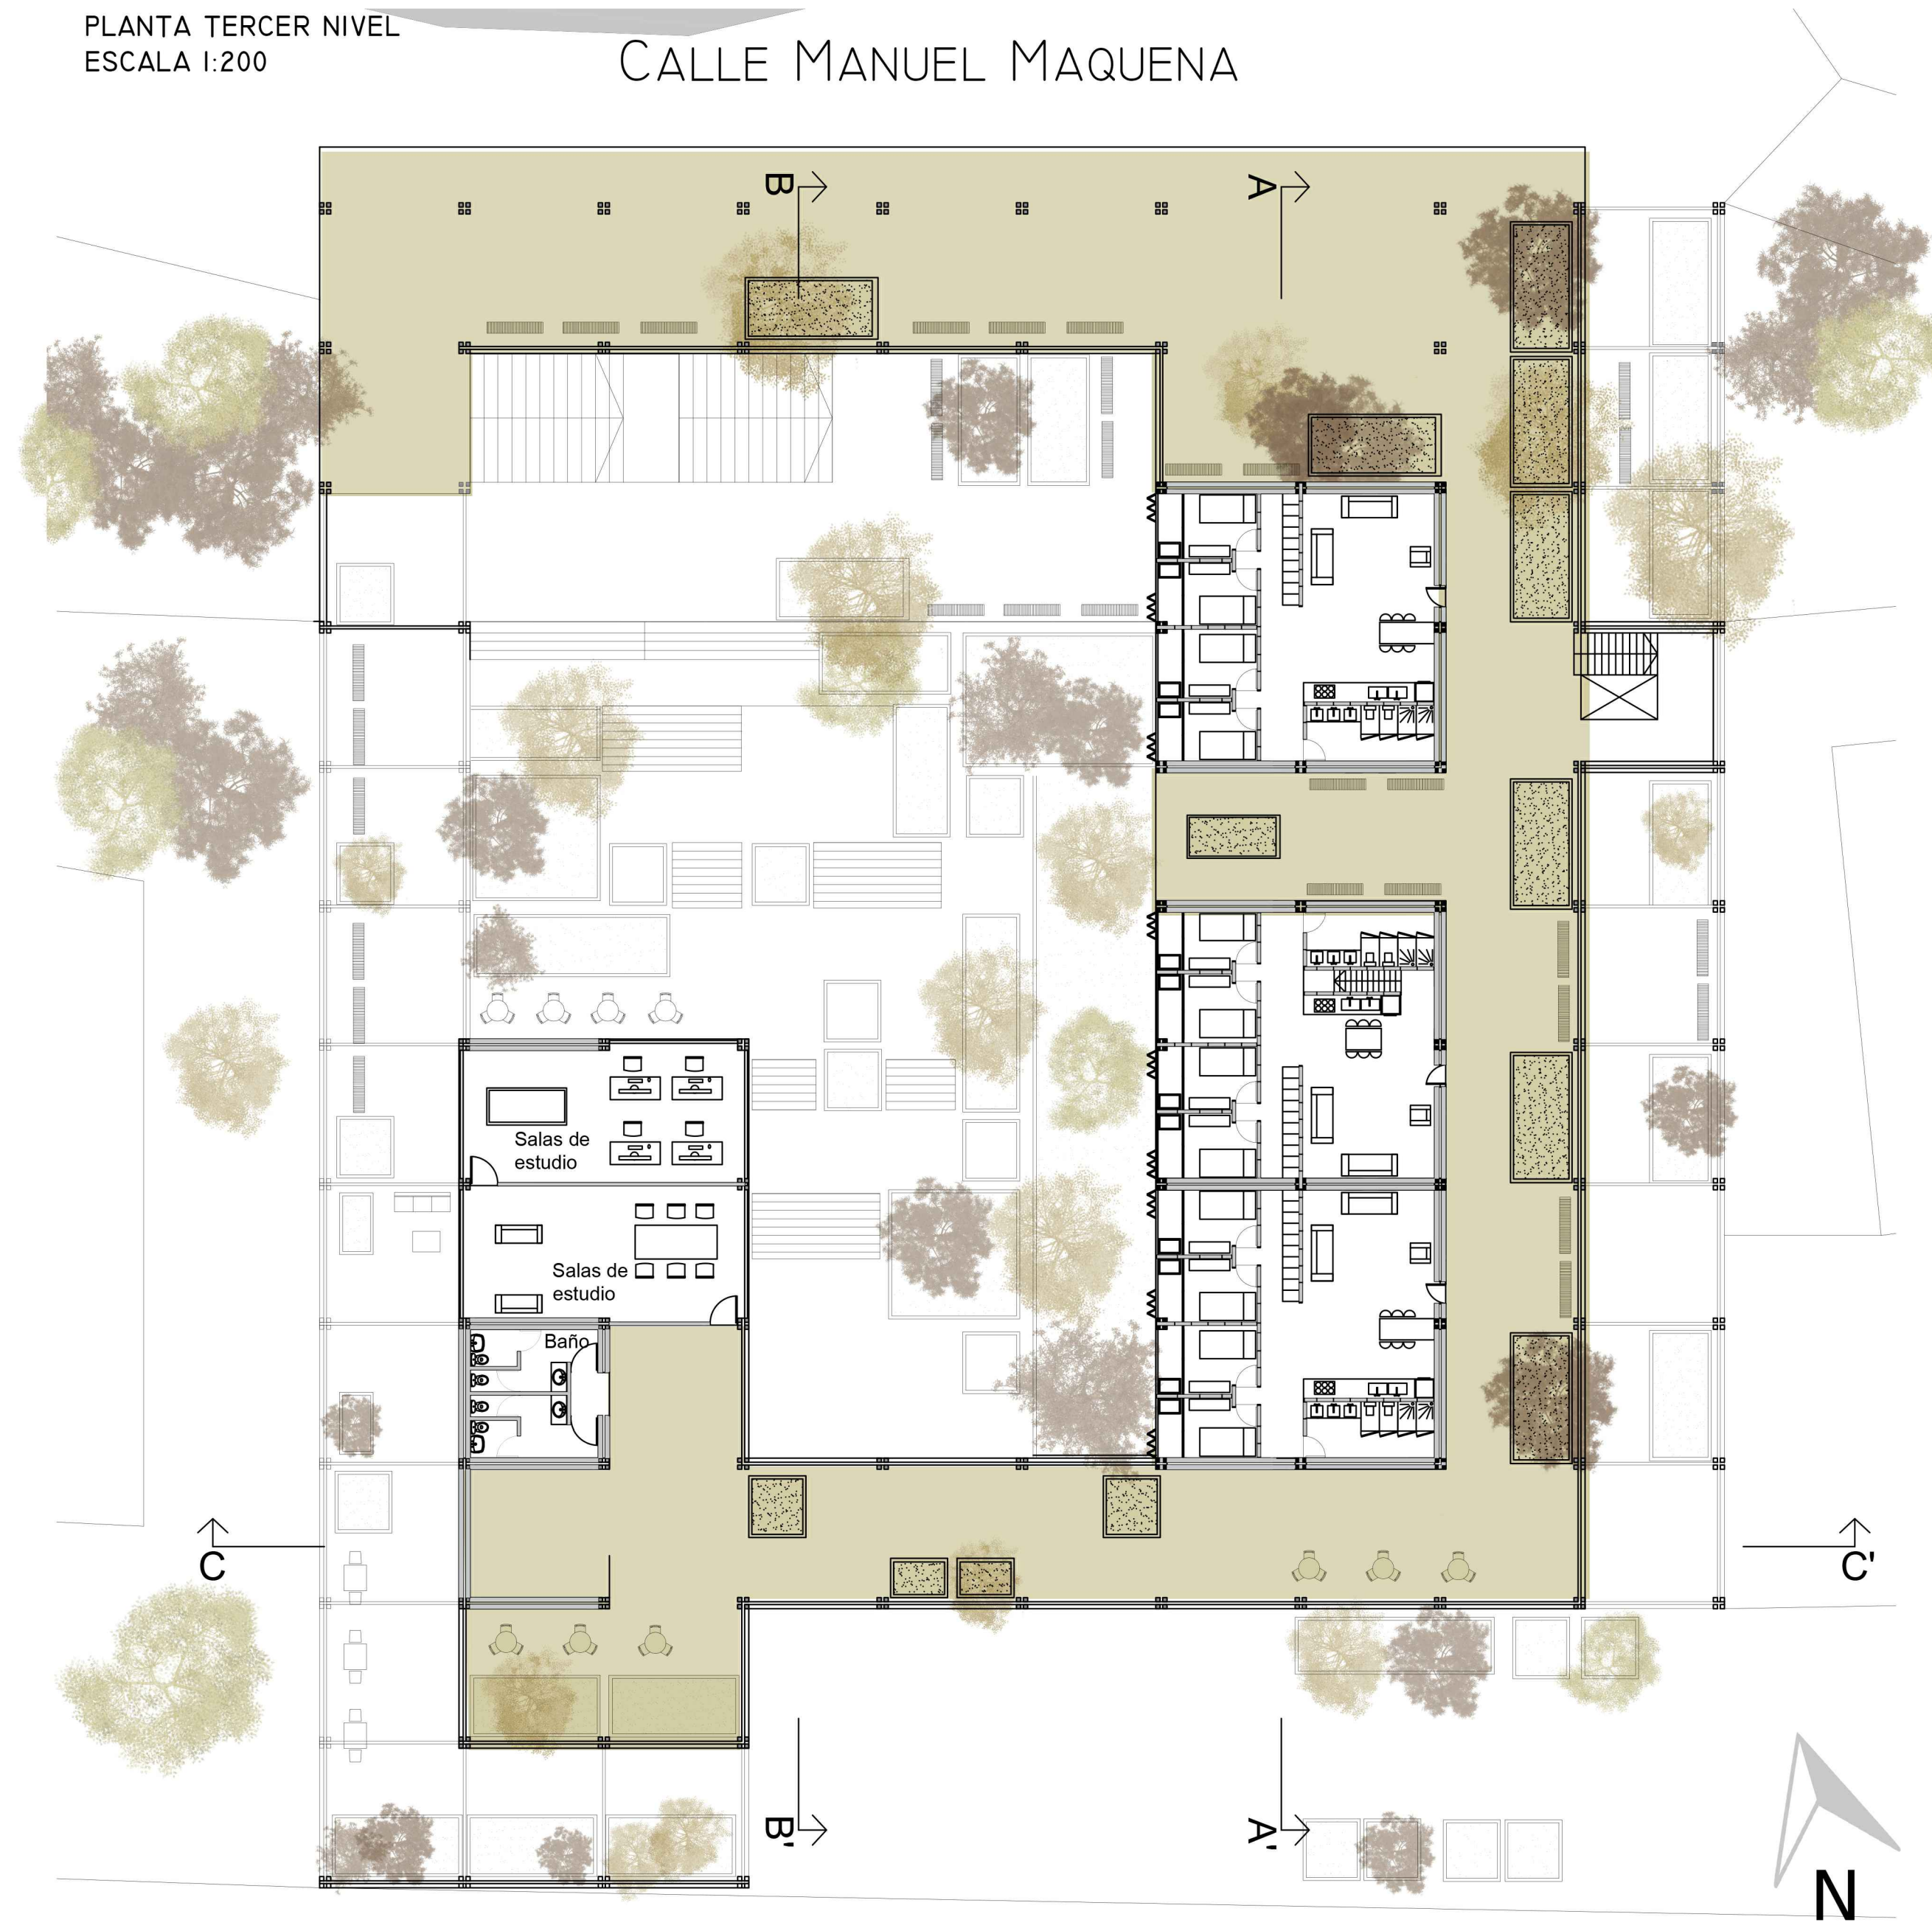 PLANTA TERCER NIVEL
ESCALA 1:200
CALLE MANUEL MAQUENA
B
A
Salas de
estudio
Salas de
estudio
Baño
C
C'
B'
A'
N